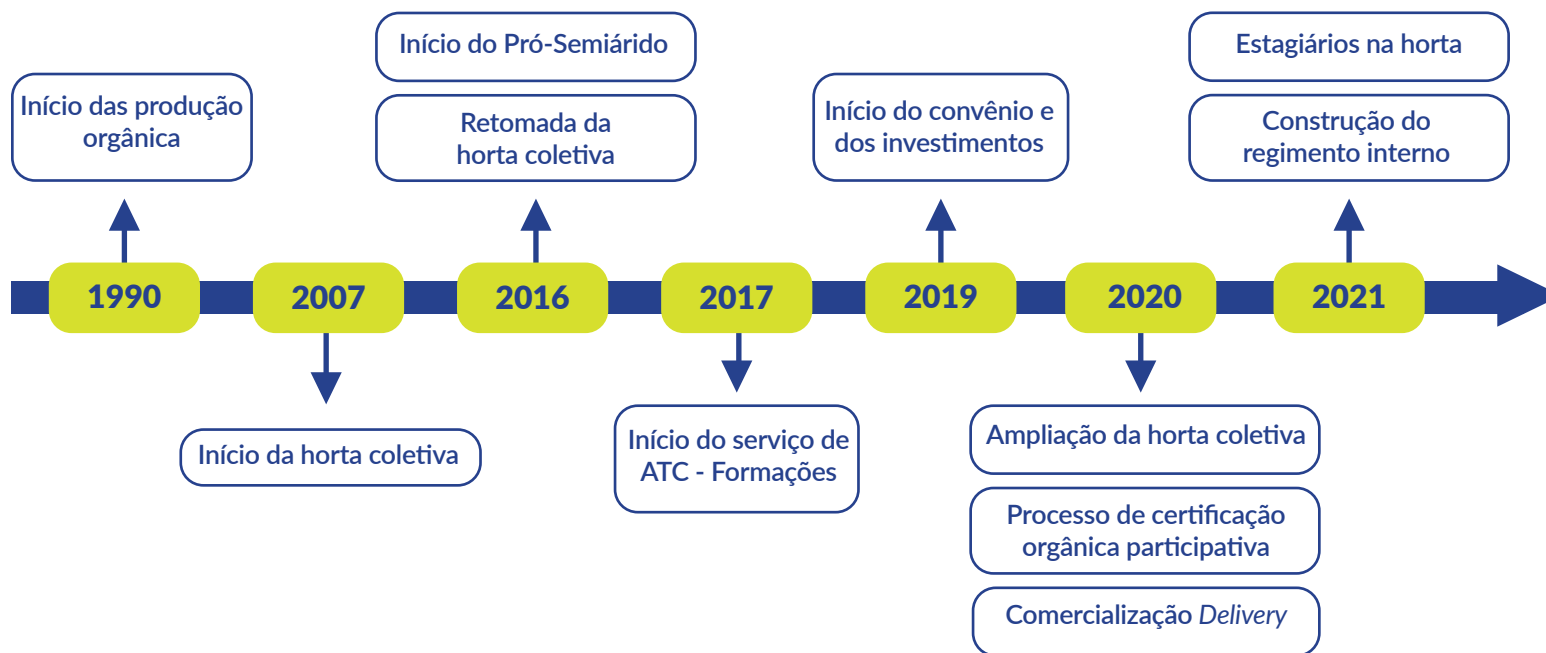 Início do Pró-Semiárido
Estagiários na horta
Início das produção
orgânica
Retomada da
horta coletiva
Início do convênio e
dos investimentos
Construção do
regimento interno
1990
2007
2016
2017
2019
2020
2021
Início da horta coletiva
Início do serviço de
ATC - Formações
Ampliação da horta coletiva
Processo de certificação
orgânica participativa
Comercialização Delivery